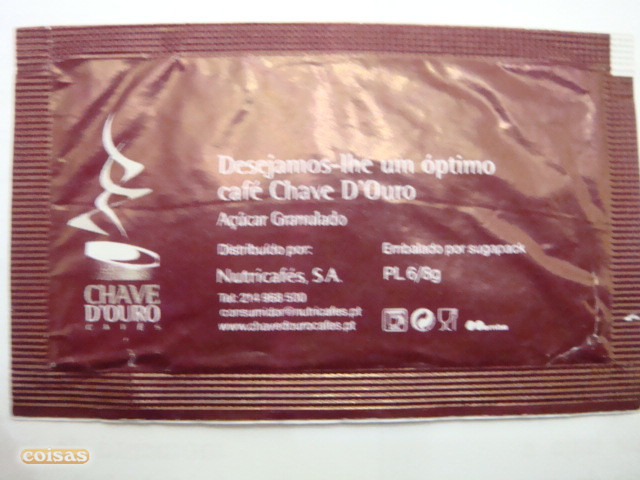 Desejamos-lhe um óptimo
café Chave D'Ouro
Açúcar Granulado
Distribuído por:
Nutricafés, S.A.
Tel: 214 968 500
consumidor@nutricafes.pt
www.chavedourocafes.pt
Embalado por sugapack
PL 6/8g
CHAVE
D'OURO
CAFÉS
coisas